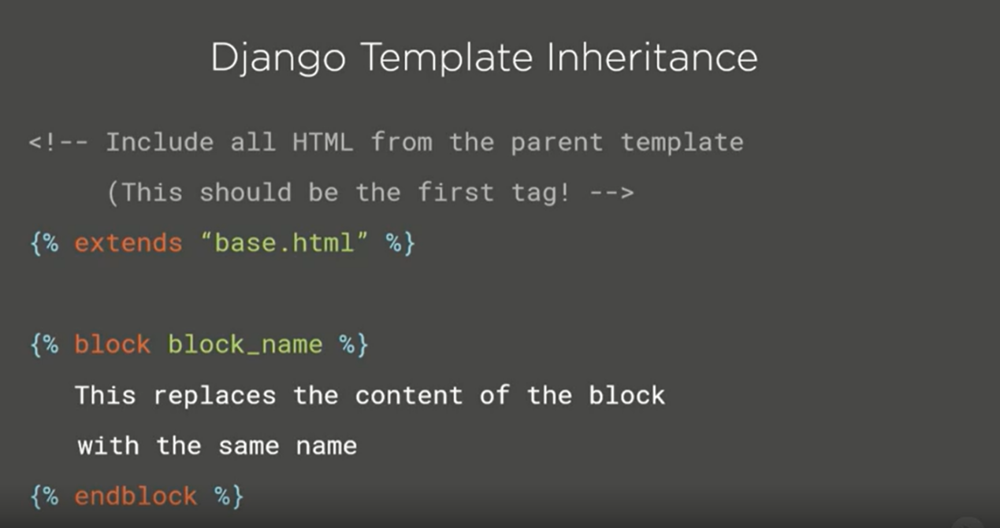 Django Template Inheritance
<!-- Include all HTML from the parent template
(This should be the first tag! -->
{% extends “base.html” %}
{% block block_name %}
This replaces the content of the block
with the same name
{% endblock %}